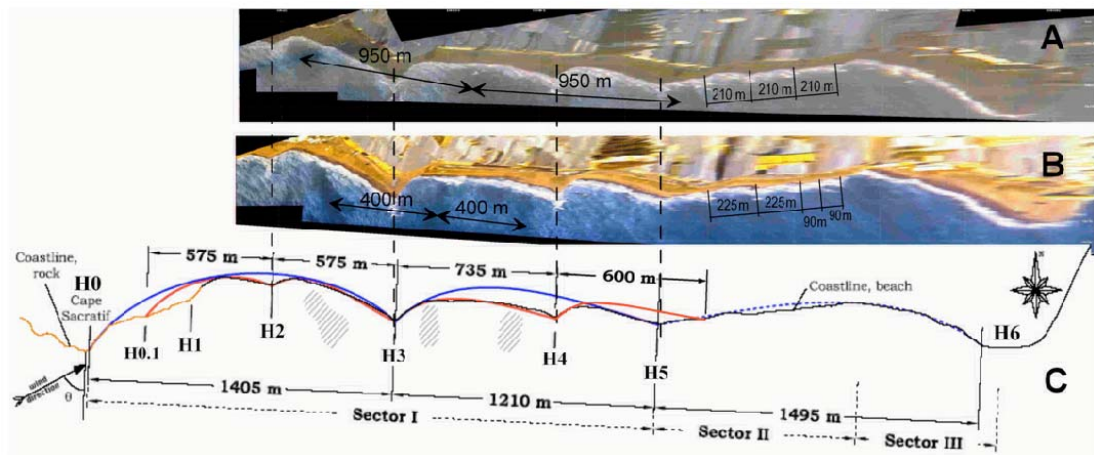 A
950 m
950 m
210 m
210 m
210 m
B
400 m
400 m
225m
225m
90m
90m
Coastline,
rock
H0
Cape
Sacratif
575 m
575 m
735 m
600 m
Coastline, beach
H0.1
H1
H2
H3
H4
H5
H6
wind
direction
θ
1405 m
1210 m
1495 m
C
Sector I
Sector II
Sector III